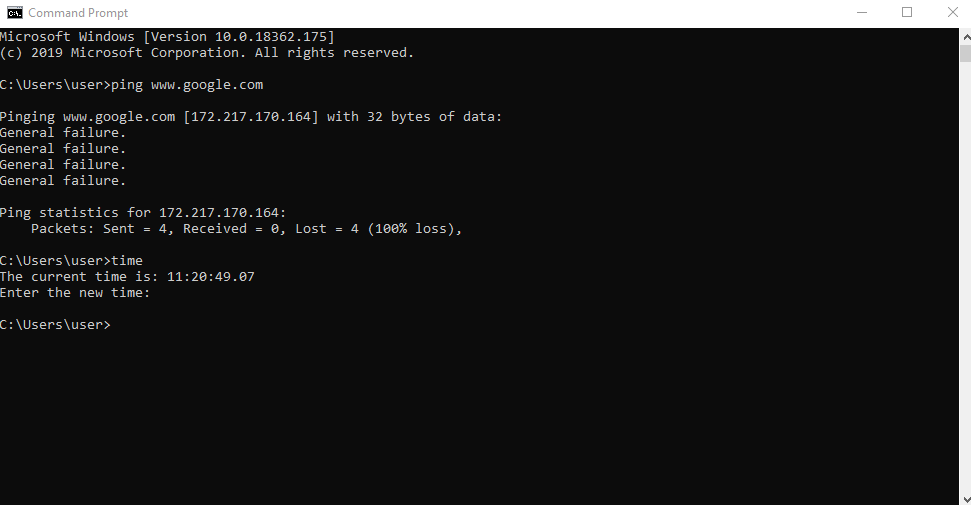 Command Prompt
Microsoft Windows [Version 10.0.18362.175]
(c) 2019 Microsoft Corporation. All rights reserved.
C:\Users\user>ping www.google.com
Pinging www.google.com [172.217.170.164] with 32 bytes of data:
General failure.
General failure.
General failure.
General failure.
Ping statistics for 172.217.170.164:
    Packets: Sent = 4, Received = 0, Lost = 4 (100% loss),
C:\Users\user>time
The current time is: 11:20:49.07
Enter the new time:
C:\Users\user>